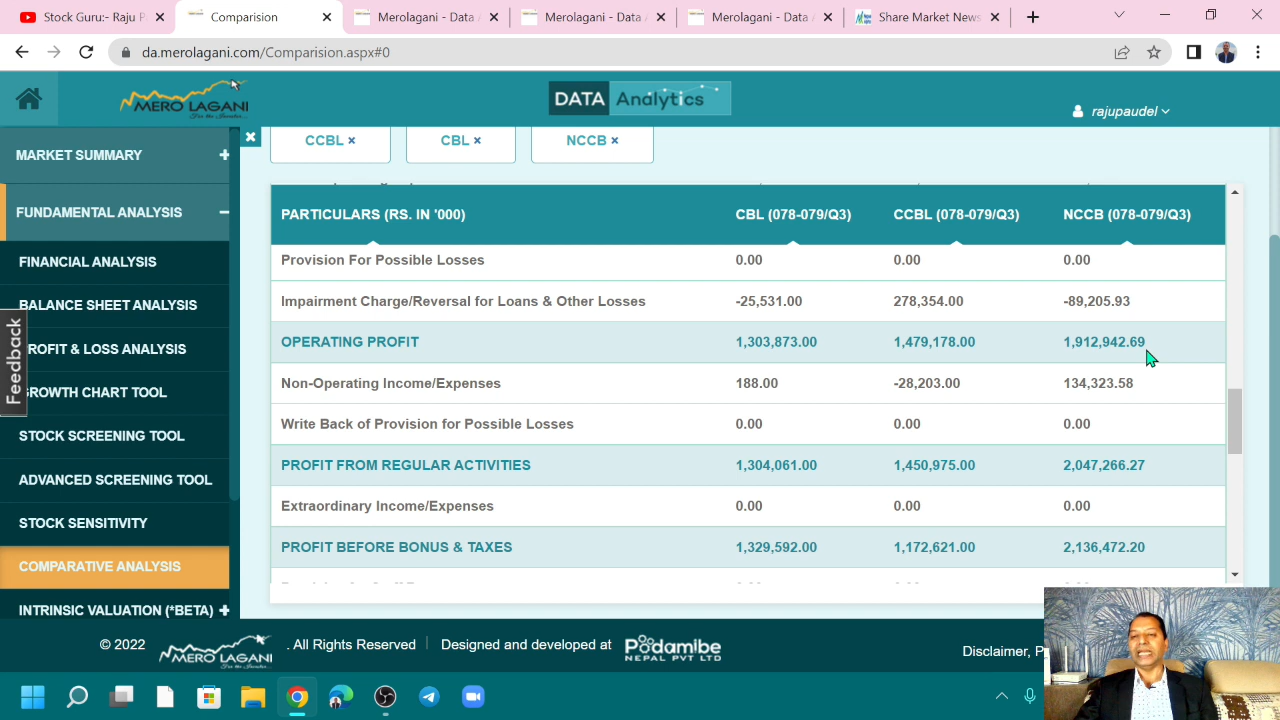 Stock Guru:- Raju P
Merolagani - Comparision
Merolagani - Data Analy
Merolagani - Data Analy
Share Market News
da.merolagani.com/Comparision.aspx#0
MERO LAGANI
DATA Analytics
rajupaudel
MARKET SUMMARY
FUNDAMENTAL ANALYSIS
FINANCIAL ANALYSIS
BALANCE SHEET ANALYSIS
ROFIT & LOSS ANALYSIS
ROWTH CHART TOOL
STOCK SCREENING TOOL
ADVANCED SCREENING TOOL
STOCK SENSITIVITY
COMPARATIVE ANALYSIS
INTRINSIC VALUATION (*BETA)
Feedback
CCBL × CBL × NCCB ×
PARTICULARS (RS. IN '000) CBL (078-079/Q3) CCBL (078-079/Q3) NCCB (078-079/Q3)
Provision For Possible Losses 0.00 0.00 0.00
Impairment Charge/Reversal for Loans & Other Losses -25,531.00 278,354.00 -89,205.93
OPERATING PROFIT 1,303,873.00 1,479,178.00 1,912,942.69
Non-Operating Income/Expenses 188.00 -28,203.00 134,323.58
Write Back of Provision for Possible Losses 0.00 0.00 0.00
PROFIT FROM REGULAR ACTIVITIES 1,304,061.00 1,450,975.00 2,047,266.27
Extraordinary Income/Expenses 0.00 0.00 0.00
PROFIT BEFORE BONUS & TAXES 1,329,592.00 1,172,621.00 2,136,472.20
© 2022 MERO LAGANI . All Rights Reserved | Designed and developed at Podamibe NEPAL PVT LTD
Disclaimer, P